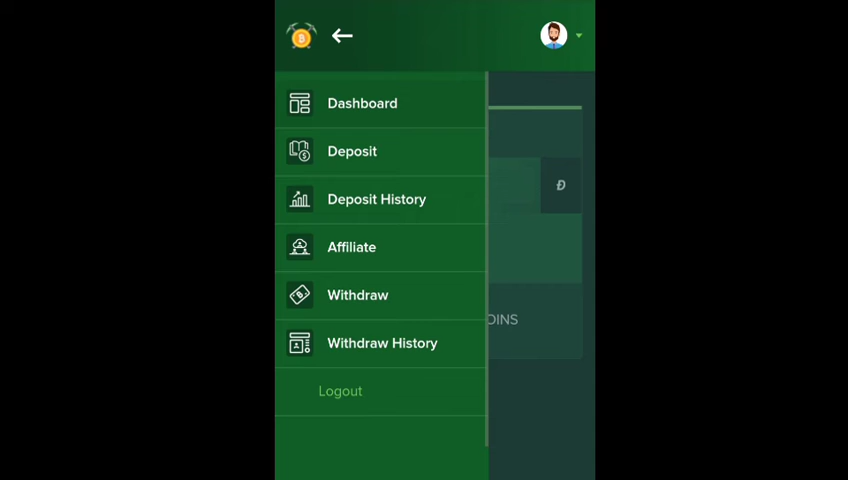 Dashboard
Deposit
Đ
Deposit History
Affiliate
Withdraw
OINS
Withdraw History
Logout